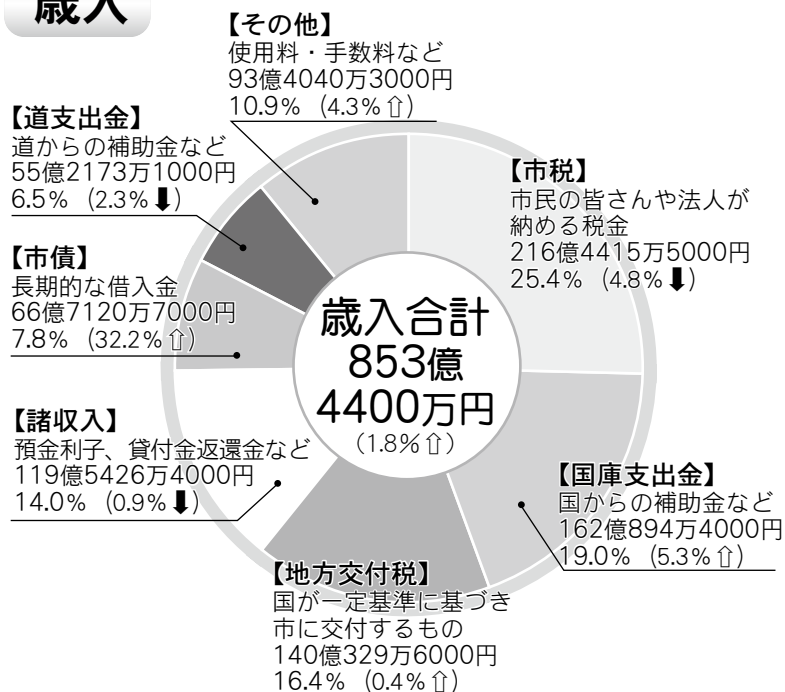 歳入
【その他】
使用料・手数料など
93億4040万3000円
10.9% (4.3%⇧)
【道支出金】
道からの補助金など
55億2173万1000円
6.5% (2.3%⬇)
【市税】
市民の皆さんや法人が
納める税金
216億4415万5000円
25.4% (4.8%⬇)
【市債】
長期的な借入金
66億7120万7000円
7.8% (32.2%⇧)
歳入合計
853億
4400万円
(1.8%⇧)
【諸収入】
預金利子、貸付金返還金など
119億5426万4000円
14.0% (0.9%⬇)
【国庫支出金】
国からの補助金など
162億894万4000円
19.0% (5.3%⇧)
【地方交付税】
国が一定基準に基づき
市に交付するもの
140億329万6000円
16.4% (0.4%⇧)